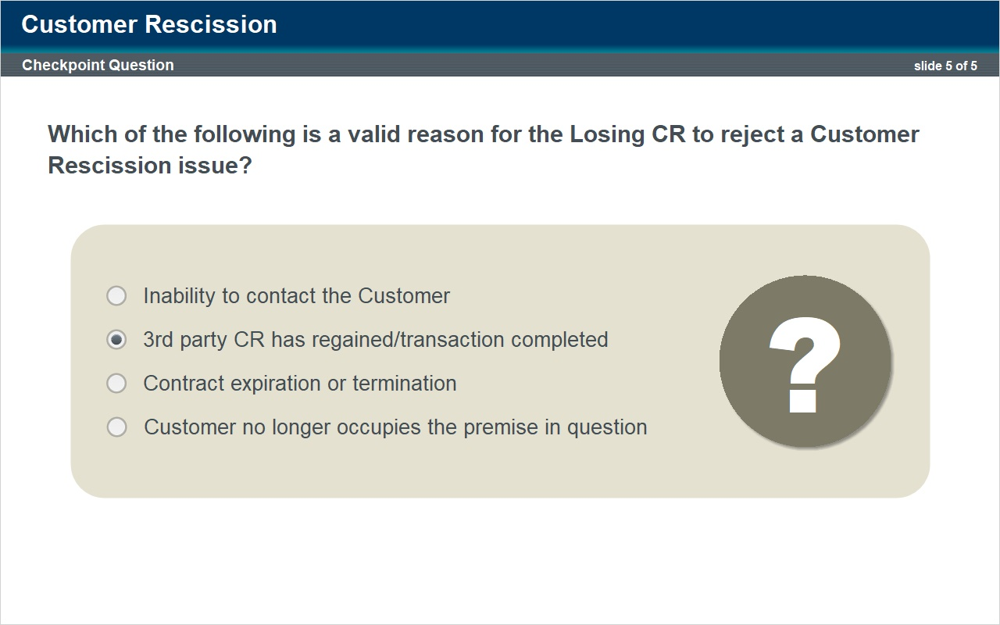 Customer Rescission
Checkpoint Question
slide 5 of 5
Which of the following is a valid reason for the Losing CR to reject a Customer
Rescission issue?
Inability to contact the Customer
3rd party CR has regained/transaction completed
Contract expiration or termination
Customer no longer occupies the premise in question
?